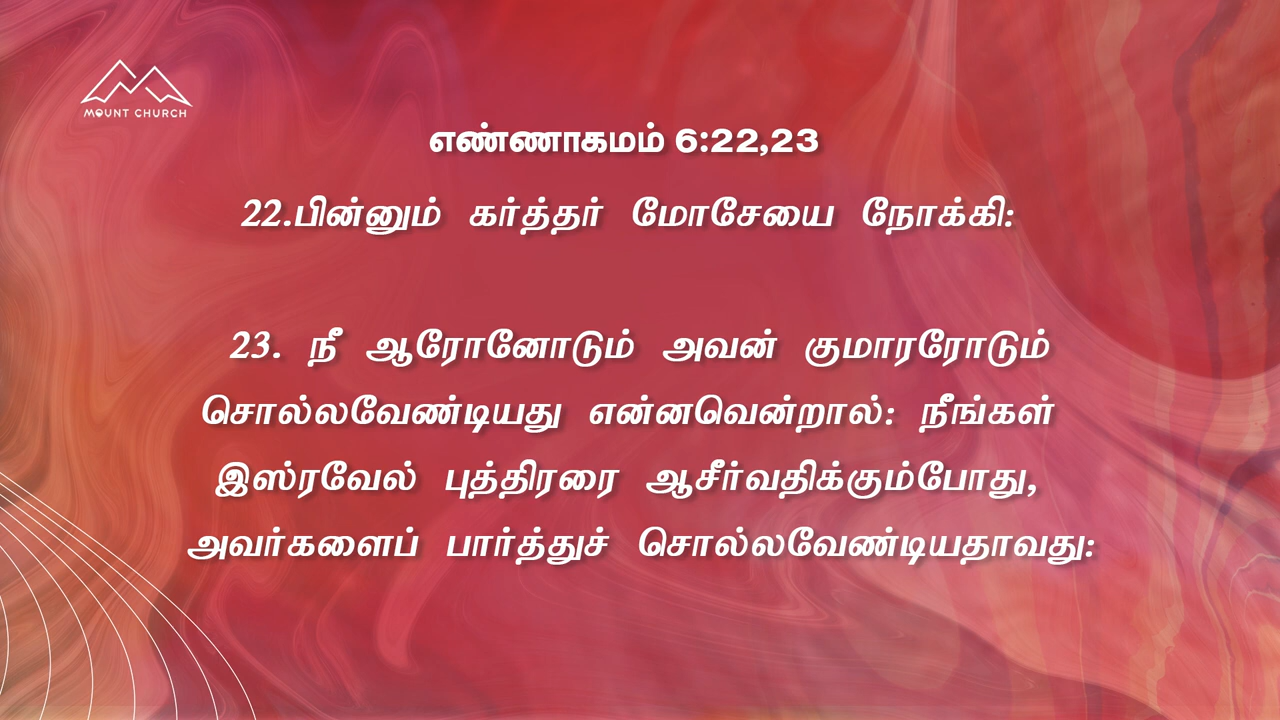 MOUNT CHURCH
எண்ணாகமம் 6:22,23
22.பின்னும் கர்த்தர் மோசேயை நோக்கி:
23. நீ ஆரோனோடும் அவன் குமாரரோடும்
சொல்லவேண்டியது என்னவென்றால்: நீங்கள்
இஸ்ரவேல் புத்திரரை ஆசீர்வதிக்கும்போது,
அவர்களைப் பார்த்துச் சொல்லவேண்டியதாவது: